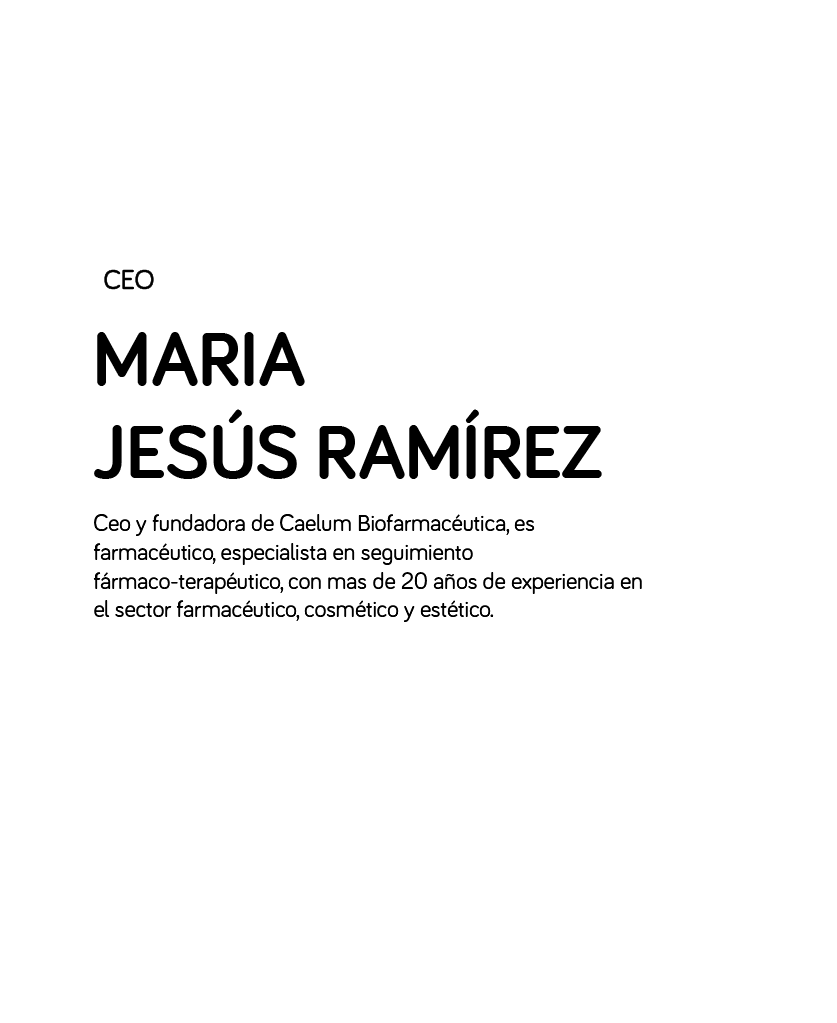 CEO
MARIA
JESÚS RAMÍREZ
Ceo y fundadora de Caelum Biofarmacéutica, es
farmacéutico, especialista en seguimiento
fármaco-terapéutico, con mas de 20 años de experiencia en
el sector farmacéutico, cosmético y estético.